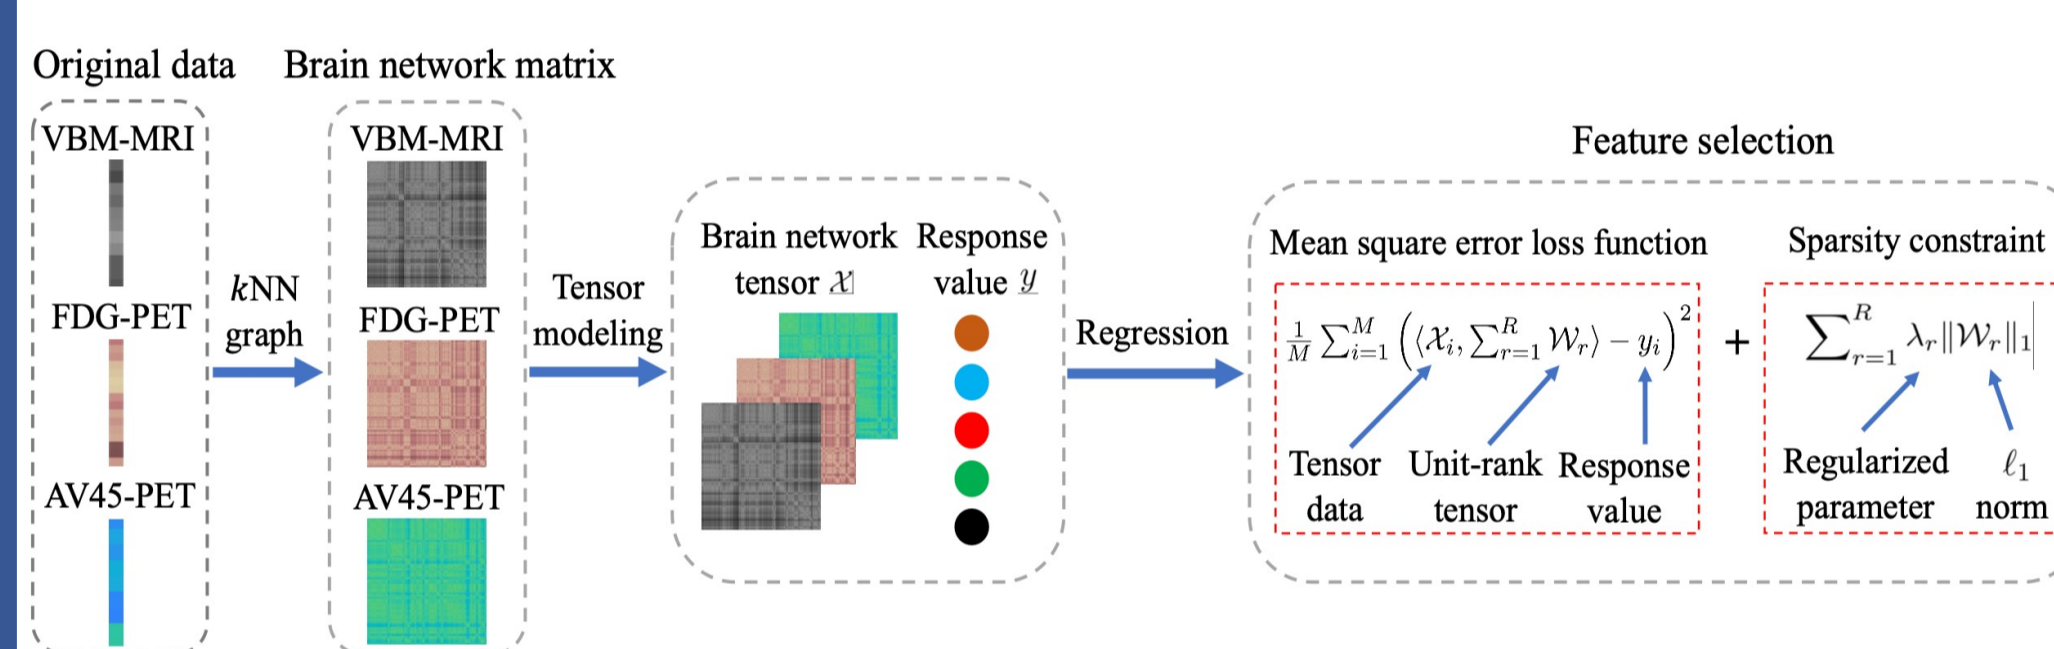 Original data
Brain network matrix
VBM-MRI
FDG-PET
AV45-PET
kNN
graph
VBM-MRI
FDG-PET
AV45-PET
Tensor
modeling
Brain network
tensor 𝒳
Response
value 𝒴
Regression
Feature selection
Mean square error loss function
1/M ∑_{i=1}^{M} (⟨𝒳_i, ∑_{r=1}^{R} 𝒲_r⟩ − y_i)^2
Tensor
data
Unit-rank
tensor
Response
value
+
Sparsity constraint
∑_{r=1}^{R} λ_r‖𝒲_r‖_1
Regularized
parameter
ℓ_1
norm